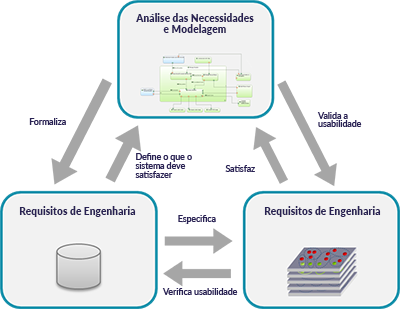 Análise das Necessidades
e Modelagem
Formaliza
Valida a
usabilidade
Define o que o
sistema deve
satisfazer
Satisfaz
Requisitos de Engenharia
Especifica
Verifica usabilidade
Requisitos de Engenharia